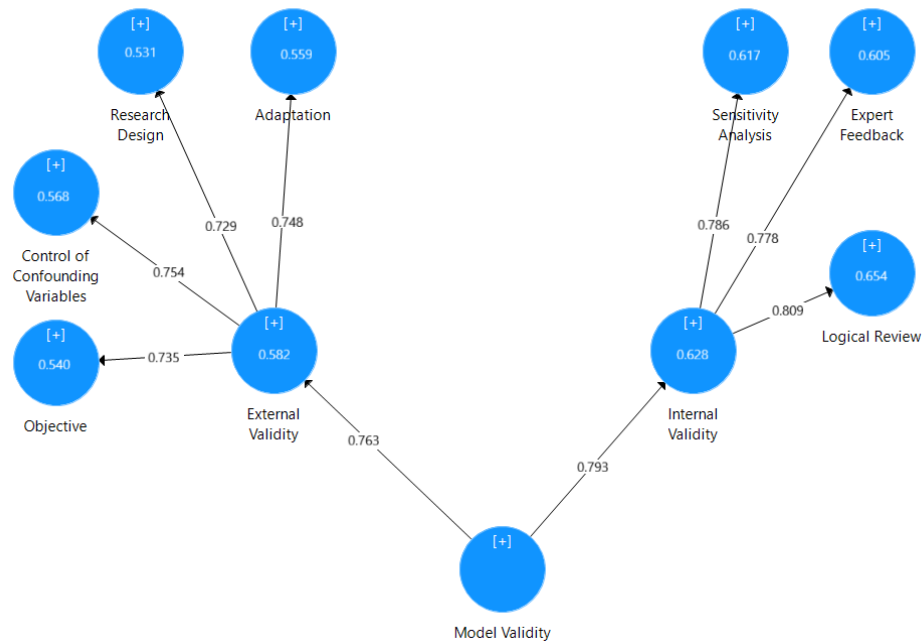 [+]
0.531
Research
Design
[+]
0.559
Adaptation
[+]
0.617
Sensitivity
Analysis
[+]
0.605
Expert
Feedback
[+]
0.568
Control of
Confounding
Variables
0.729
0.748
0.754
0.786
0.778
[+]
0.654
Logical Review
0.809
[+]
0.540
Objective
0.735
[+]
0.582
External
Validity
[+]
0.628
Internal
Validity
0.763
0.793
[+]
Model Validity